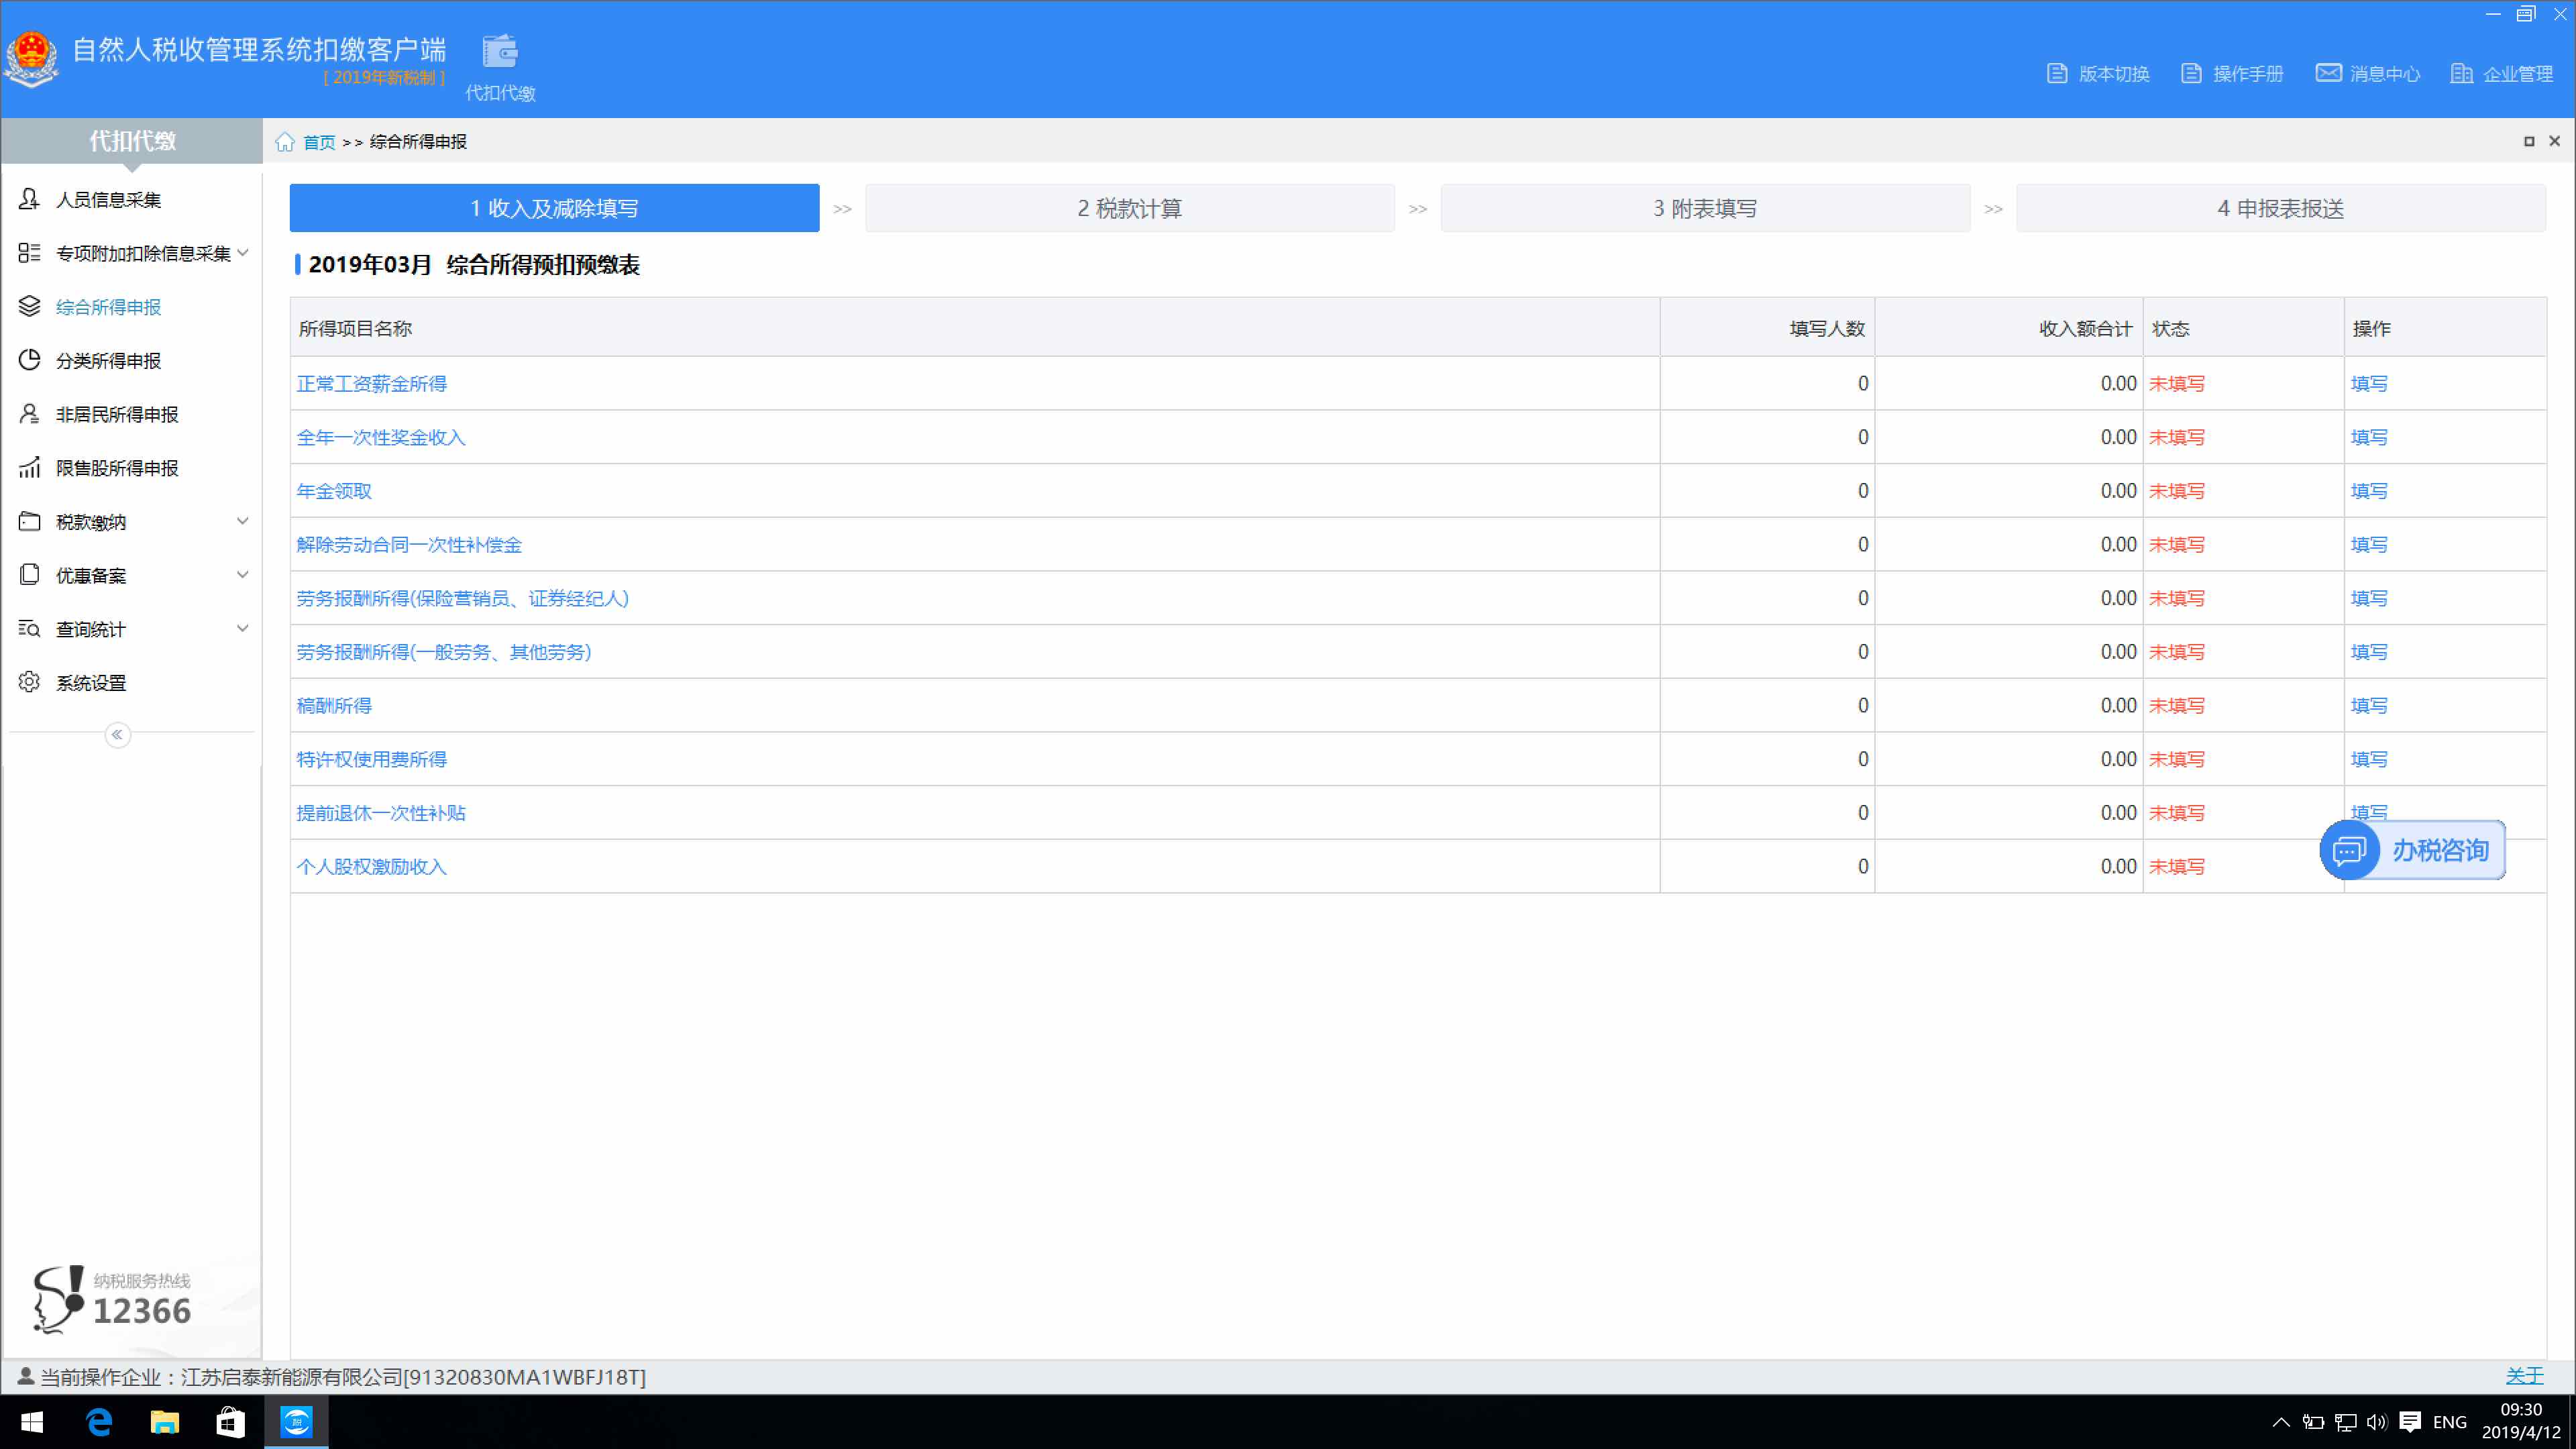 自然人税收管理系统扣缴客户端
[ 2019年新税制 ]
代扣代缴
版本切换
操作手册
消息中心
企业管理
代扣代缴
首页 >> 综合所得申报
人员信息采集
专项附加扣除信息采集
综合所得申报
分类所得申报
非居民所得申报
限售股所得申报
税款缴纳
优惠备案
查询统计
系统设置
1 收入及减除填写 >> 2 税款计算 >> 3 附表填写 >> 4 申报表报送
2019年03月 综合所得预扣预缴表
所得项目名称 填写人数 收入额合计 状态 操作
正常工资薪金所得 0 0.00 未填写 填写
全年一次性奖金收入 0 0.00 未填写 填写
年金领取 0 0.00 未填写 填写
解除劳动合同一次性补偿金 0 0.00 未填写 填写
劳务报酬所得(保险营销员、证券经纪人) 0 0.00 未填写 填写
劳务报酬所得(一般劳务、其他劳务) 0 0.00 未填写 填写
稿酬所得 0 0.00 未填写 填写
特许权使用费所得 0 0.00 未填写 填写
提前退休一次性补贴 0 0.00 未填写 填写
个人股权激励收入 0 0.00 未填写
办税咨询
纳税服务热线
12366
当前操作企业：江苏启泰新能源有限公司[91320830MA1WBFJ18T]
关于
ENG
09:30
2019/4/12